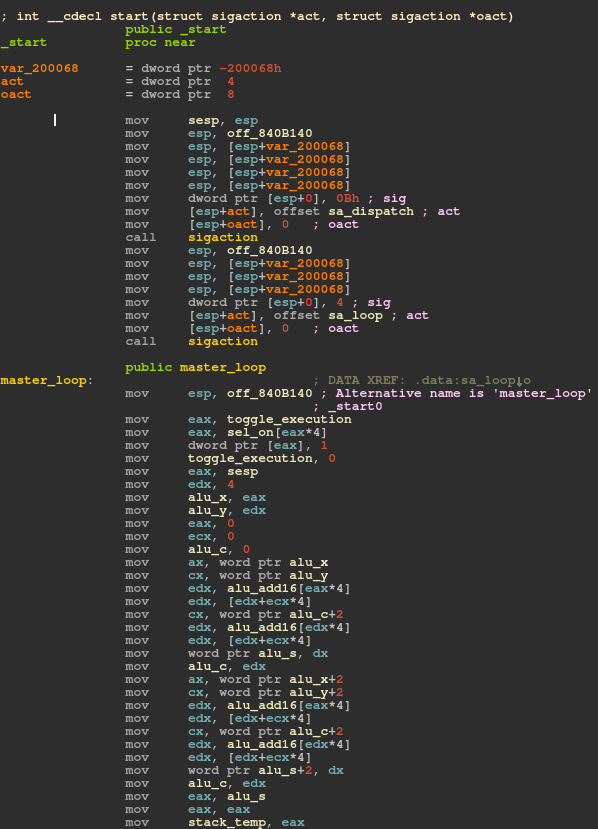 ; int __cdecl start(struct sigaction *act, struct sigaction *oact)
public _start
_start proc near
var_200068 = dword ptr -200068h
act = dword ptr 4
oact = dword ptr 8
mov sesp, esp
mov esp, off_840B140
mov esp, [esp+var_200068]
mov esp, [esp+var_200068]
mov esp, [esp+var_200068]
mov esp, [esp+var_200068]
mov dword ptr [esp+0], 0Bh ; sig
mov [esp+act], offset sa_dispatch ; act
mov [esp+oact], 0 ; oact
call sigaction
mov esp, off_840B140
mov esp, [esp+var_200068]
mov esp, [esp+var_200068]
mov esp, [esp+var_200068]
mov dword ptr [esp+0], 4 ; sig
mov [esp+act], offset sa_loop ; act
mov [esp+oact], 0 ; oact
call sigaction
public master_loop
master_loop: ; DATA XREF: .data:sa_loop↓o
mov esp, off_840B140 ; Alternative name is 'master_loop'
; _start0
mov eax, toggle_execution
mov eax, sel_on[eax*4]
mov dword ptr [eax], 1
mov toggle_execution, 0
mov eax, sesp
mov edx, 4
mov alu_x, eax
mov alu_y, edx
mov eax, 0
mov ecx, 0
mov alu_c, 0
mov ax, word ptr alu_x
mov cx, word ptr alu_y
mov edx, alu_add16[eax*4]
mov edx, [edx+ecx*4]
mov cx, word ptr alu_c+2
mov edx, alu_add16[edx*4]
mov edx, [edx+ecx*4]
mov word ptr alu_s, dx
mov alu_c, edx
mov ax, word ptr alu_x+2
mov cx, word ptr alu_y+2
mov edx, alu_add16[eax*4]
mov edx, [edx+ecx*4]
mov cx, word ptr alu_c+2
mov edx, alu_add16[edx*4]
mov edx, [edx+ecx*4]
mov word ptr alu_s+2, dx
mov alu_c, edx
mov eax, alu_s
mov eax, eax
mov stack_temp, eax